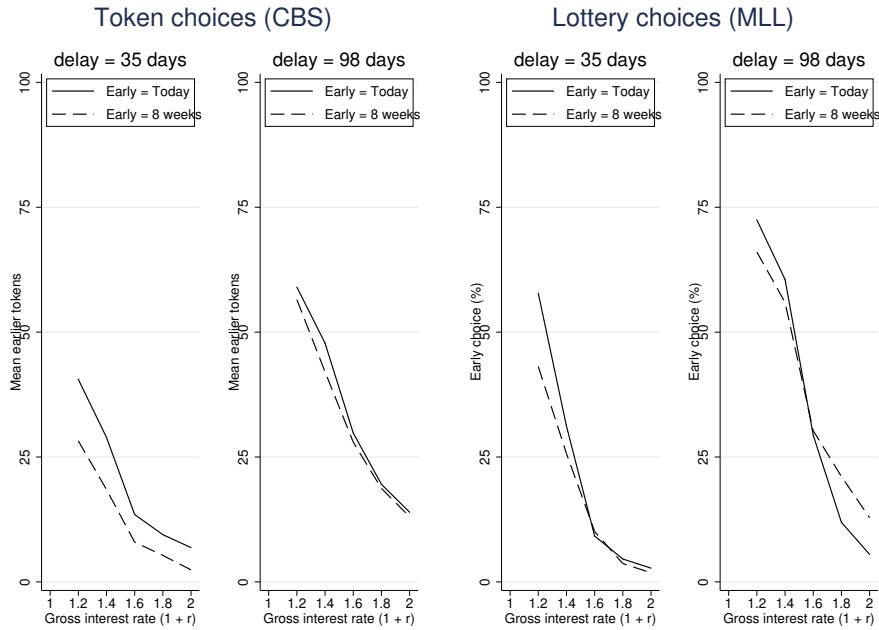 Token choices (CBS)
Lottery choices (MLL)
delay = 35 days
Early = Today
Early = 8 weeks
Mean earlier tokens
100
75
50
25
0
1 1.2 1.4 1.6 1.8 2
Gross interest rate (1 + r)
delay = 98 days
Early = Today
Early = 8 weeks
Mean earlier tokens
100
75
50
25
0
1 1.2 1.4 1.6 1.8 2
Gross interest rate (1 + r)
delay = 35 days
Early = Today
Early = 8 weeks
Early choice (%)
100
75
50
25
0
1 1.2 1.4 1.6 1.8 2
Gross interest rate (1 + r)
delay = 98 days
Early = Today
Early = 8 weeks
Early choice (%)
100
75
50
25
0
1 1.2 1.4 1.6 1.8 2
Gross interest rate (1 + r)